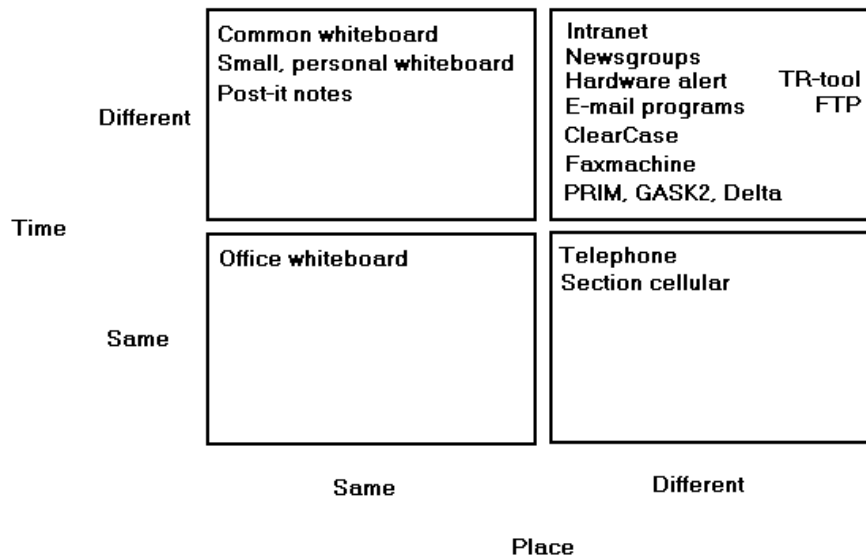 Common whiteboard
Small, personal whiteboard
Post-it notes
Intranet
Newsgroups
Hardware alert TR-tool
E-mail programs FTP
ClearCase
Faxmachine
PRIM, GASK2, Delta
Different
Time
Office whiteboard
Telephone
Section cellular
Same
Same
Different
Place